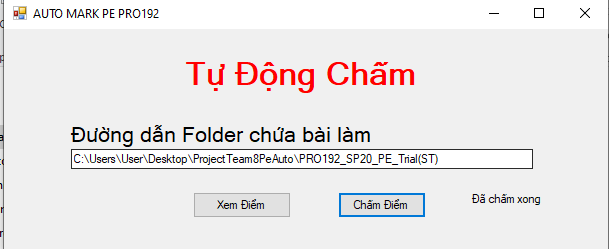 AUTO MARK PE PRO192
Tự Động Chấm
Đường dẫn Folder chứa bài làm
C:\Users\User\Desktop\ProjectTeam8PeAuto\PRO192_SP20_PE_Trial(ST)
Xem Điểm
Chấm Điểm
Đã chấm xong